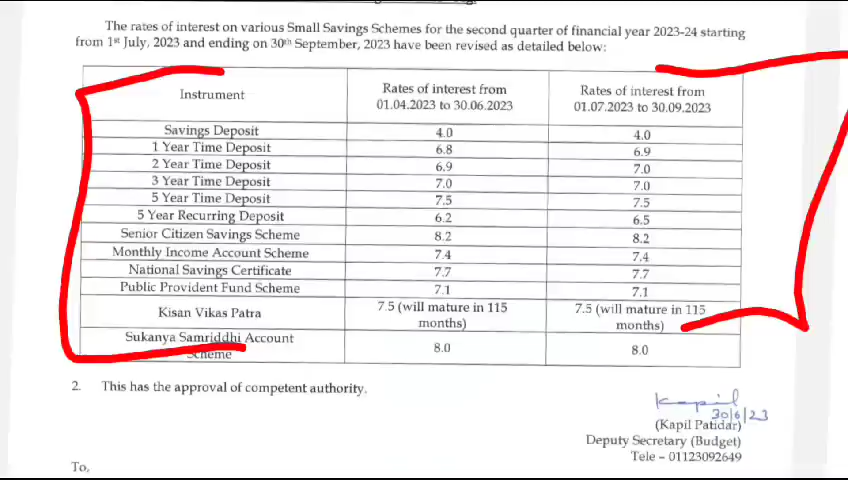 The rates of interest on various Small Savings Schemes for the second quarter of financial year 2023-24 starting
from 1st July, 2023 and ending on 30th September, 2023 have been revised as detailed below:
Instrument Rates of interest from 01.04.2023 to 30.06.2023 Rates of interest from 01.07.2023 to 30.09.2023
Savings Deposit 4.0 4.0
1 Year Time Deposit 6.8 6.9
2 Year Time Deposit 6.9 7.0
3 Year Time Deposit 7.0 7.0
5 Year Time Deposit 7.5 7.5
5 Year Recurring Deposit 6.2 6.5
Senior Citizen Savings Scheme 8.2 8.2
Monthly Income Account Scheme 7.4 7.4
National Savings Certificate 7.7 7.7
Public Provident Fund Scheme 7.1 7.1
Kisan Vikas Patra 7.5 (will mature in 115 months) 7.5 (will mature in 115 months)
Sukanya Samriddhi Account Scheme 8.0 8.0
2. This has the approval of competent authority.
Kapil
30/6/23
(Kapil Patidar)
Deputy Secretary (Budget)
Tele – 01123092649
To,